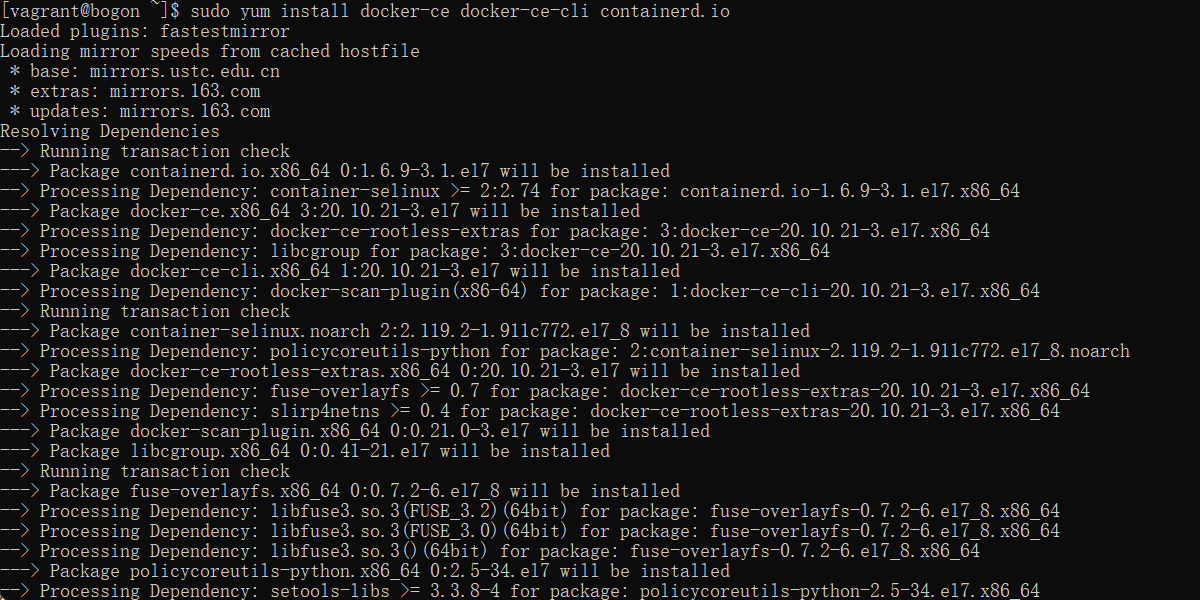 [vagrant@bogon ~]$ sudo yum install docker-ce docker-ce-cli containerd.io
Loaded plugins: fastestmirror
Loading mirror speeds from cached hostfile
 * base: mirrors.ustc.edu.cn
 * extras: mirrors.163.com
 * updates: mirrors.163.com
Resolving Dependencies
--> Running transaction check
---> Package containerd.io.x86_64 0:1.6.9-3.1.el7 will be installed
--> Processing Dependency: container-selinux >= 2:2.74 for package: containerd.io-1.6.9-3.1.el7.x86_64
---> Package docker-ce.x86_64 3:20.10.21-3.el7 will be installed
--> Processing Dependency: docker-ce-rootless-extras for package: 3:docker-ce-20.10.21-3.el7.x86_64
--> Processing Dependency: libcgroup for package: 3:docker-ce-20.10.21-3.el7.x86_64
---> Package docker-ce-cli.x86_64 1:20.10.21-3.el7 will be installed
--> Processing Dependency: docker-scan-plugin(x86-64) for package: 1:docker-ce-cli-20.10.21-3.el7.x86_64
--> Running transaction check
---> Package container-selinux.noarch 2:2.119.2-1.911c772.el7_8 will be installed
--> Processing Dependency: policycoreutils-python for package: 2:container-selinux-2.119.2-1.911c772.el7_8.noarch
---> Package docker-ce-rootless-extras.x86_64 0:20.10.21-3.el7 will be installed
--> Processing Dependency: fuse-overlayfs >= 0.7 for package: docker-ce-rootless-extras-20.10.21-3.el7.x86_64
--> Processing Dependency: slirp4netns >= 0.4 for package: docker-ce-rootless-extras-20.10.21-3.el7.x86_64
---> Package docker-scan-plugin.x86_64 0:0.21.0-3.el7 will be installed
---> Package libcgroup.x86_64 0:0.41-21.el7 will be installed
--> Running transaction check
---> Package fuse-overlayfs.x86_64 0:0.7.2-6.el7_8 will be installed
--> Processing Dependency: libfuse3.so.3(FUSE_3.2)(64bit) for package: fuse-overlayfs-0.7.2-6.el7_8.x86_64
--> Processing Dependency: libfuse3.so.3(FUSE_3.0)(64bit) for package: fuse-overlayfs-0.7.2-6.el7_8.x86_64
--> Processing Dependency: libfuse3.so.3()(64bit) for package: fuse-overlayfs-0.7.2-6.el7_8.x86_64
---> Package policycoreutils-python.x86_64 0:2.5-34.el7 will be installed
--> Processing Dependency: setools-libs >= 3.3.8-4 for package: policycoreutils-python-2.5-34.el7.x86_64